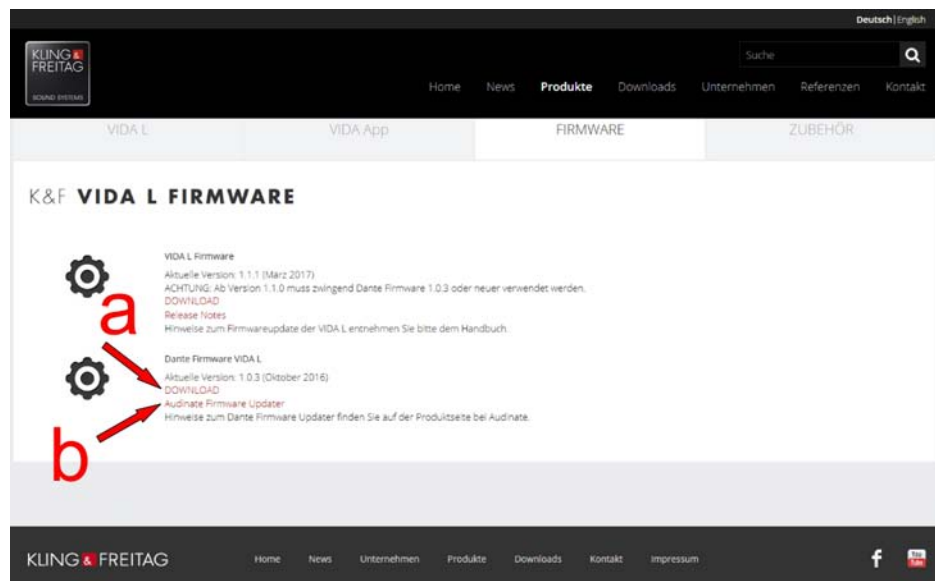 Deutsch | English
KLING & FREITAG
SOUND SYSTEMS
Suche
Home News Produkte Downloads Unternehmen Referenzen Kontakt
VIDA L VIDA App FIRMWARE ZUBEHÖR
K&F VIDA L FIRMWARE
VIDA L Firmware
Aktuelle Version: 1.1.1 (März 2017)
ACHTUNG: Ab Version 1.1.0 muss zwingend Dante Firmware 1.0.3 oder neuer verwendet werden.
DOWNLOAD
Release Notes
Hinweise zum Firmwareupdate der VIDA L entnehmen Sie bitte dem Handbuch.
a
Dante Firmware VIDA L
Aktuelle Version: 1.0.3 (Oktober 2016)
DOWNLOAD
Audinate Firmware Updater
Hinweise zum Dante Firmware Updater finden Sie auf der Produktseite bei Audinate.
b
KLING & FREITAG Home News Unternehmen Produkte Downloads Kontakt Impressum f You Tube